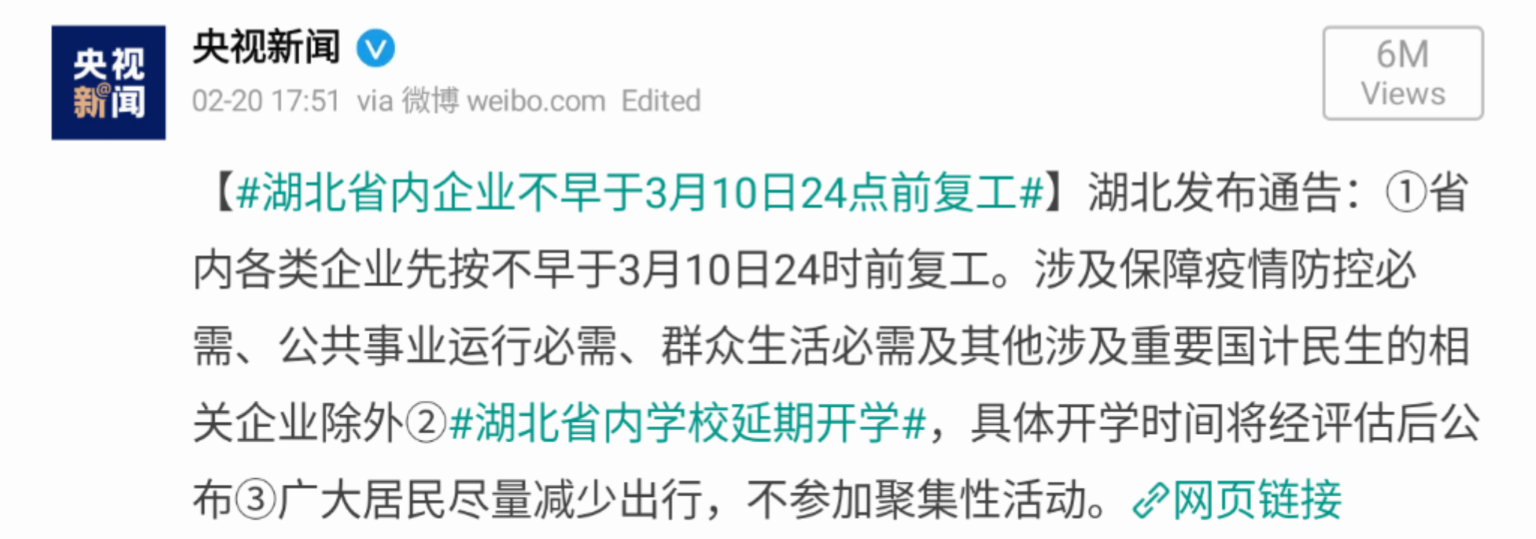 央视
新@闻
央视新闻
02-20 17:51 via 微博 weibo.com Edited
6M
Views
【#湖北省内企业不早于3月10日24点前复工#】湖北发布通告：①省
内各类企业先按不早于3月10日24时前复工。涉及保障疫情防控必
需、公共事业运行必需、群众生活必需及其他涉及重要国计民生的相
关企业除外②#湖北省内学校延期开学#，具体开学时间将经评估后公
布③广大居民尽量减少出行，不参加聚集性活动。网页链接